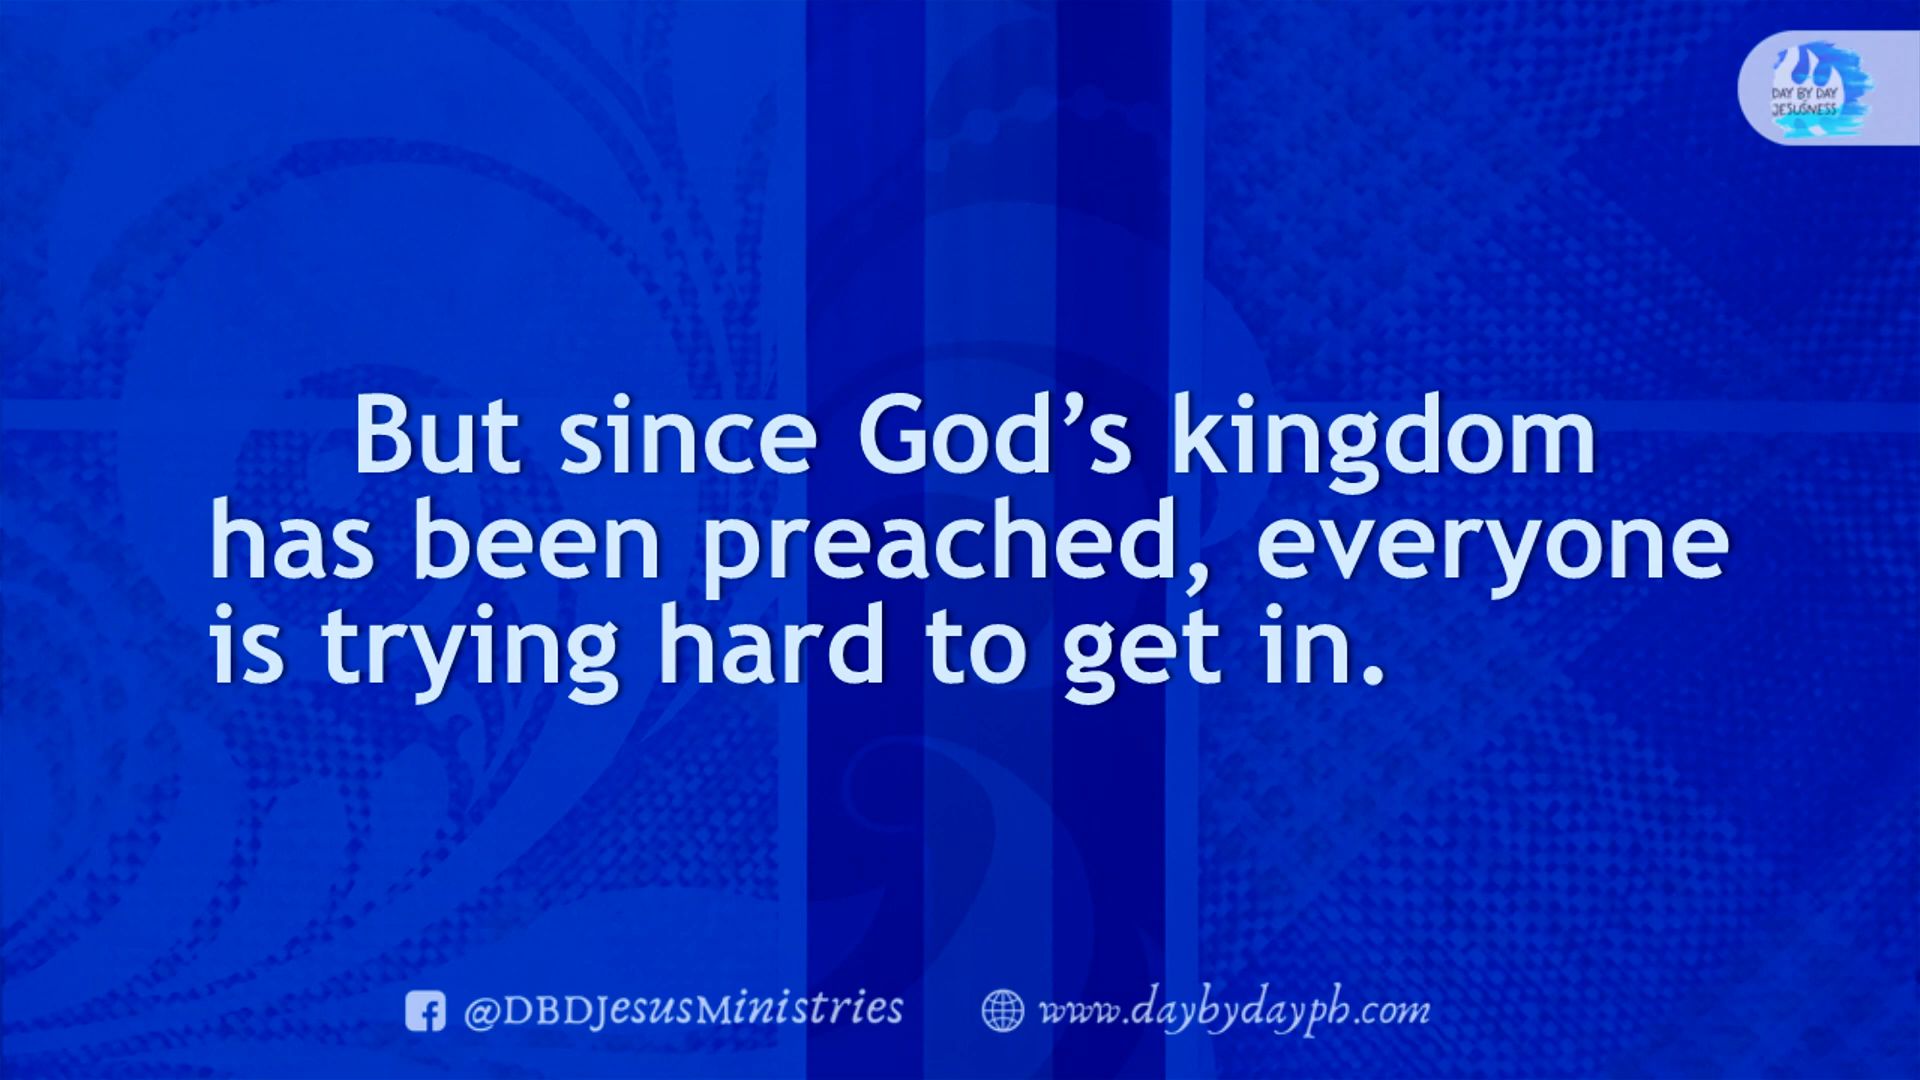 DAY BY DAY
JESUSNESS
But since God’s kingdom
has been preached, everyone
is trying hard to get in.
@DBDJesusMinistries
www.daybydayph.com